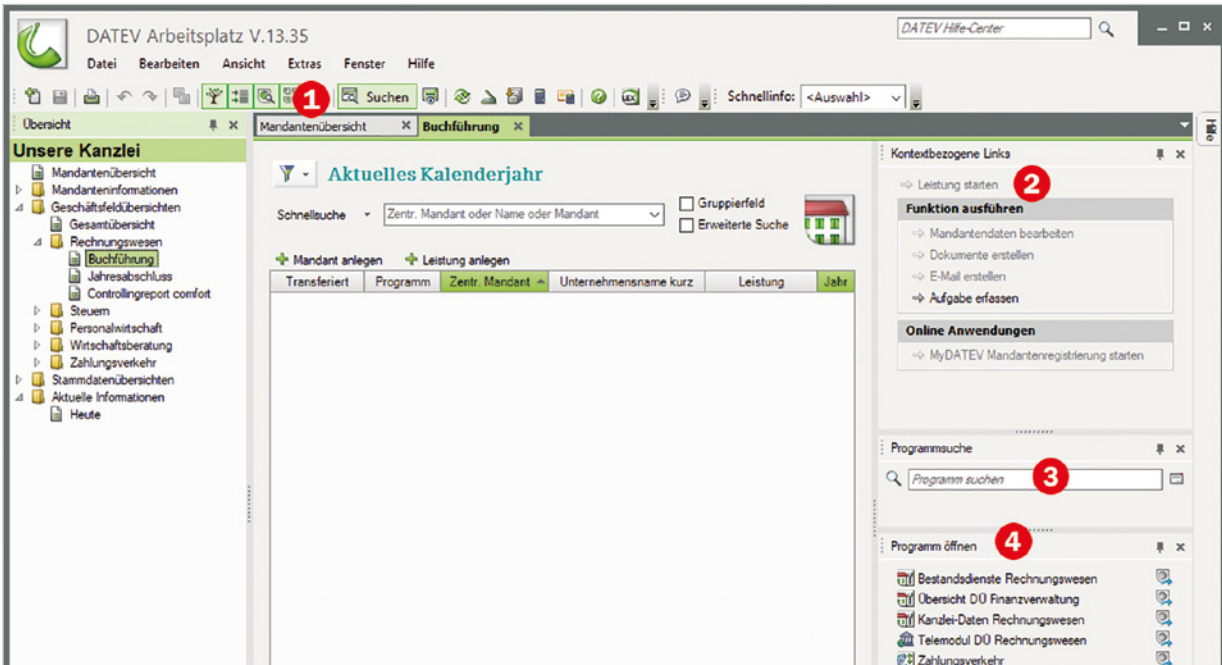 DATEV Arbeitsplatz V.13.35
DATEV Hilfe-Center
Datei Bearbeiten Ansicht Extras Fenster Hilfe
1
Suchen
LEX
Schnellinfo: <Auswahl>
Übersicht
Unsere Kanzlei
Mandantenübersicht
Mandanteninformationen
Geschäftsfeldübersichten
Gesamtübersicht
Rechnungswesen
Buchführung
Jahresabschluss
Controllingreport comfort
Steuern
Personalwirtschaft
Wirtschaftsberatung
Zahlungsverkehr
Stammdatenübersichten
Aktuelle Informationen
Heute
Mandantenübersicht
Buchführung
Aktuelles Kalenderjahr
Schnellsuche
Zentr. Mandant oder Name oder Mandant
Gruppierfeld
Erweiterte Suche
Mandant anlegen
Leistung anlegen
Transferiert Programm Zentr. Mandant Unternehmensname kurz Leistung Jahr
Kontextbezogene Links
Leistung starten
2
Funktion ausführen
Mandantendaten bearbeiten
Dokumente erstellen
E-Mail erstellen
Aufgabe erfassen
Online Anwendungen
MyDATEV Mandantenregistrierung starten
Programmsuche
Programm suchen
3
Programm öffnen
4
Bestandsdienste Rechnungswesen
Übersicht DÜ Finanzverwaltung
Kanzlei-Daten Rechnungswesen
Telemodul DÜ Rechnungswesen
Zahlungsverkehr
Hilfe